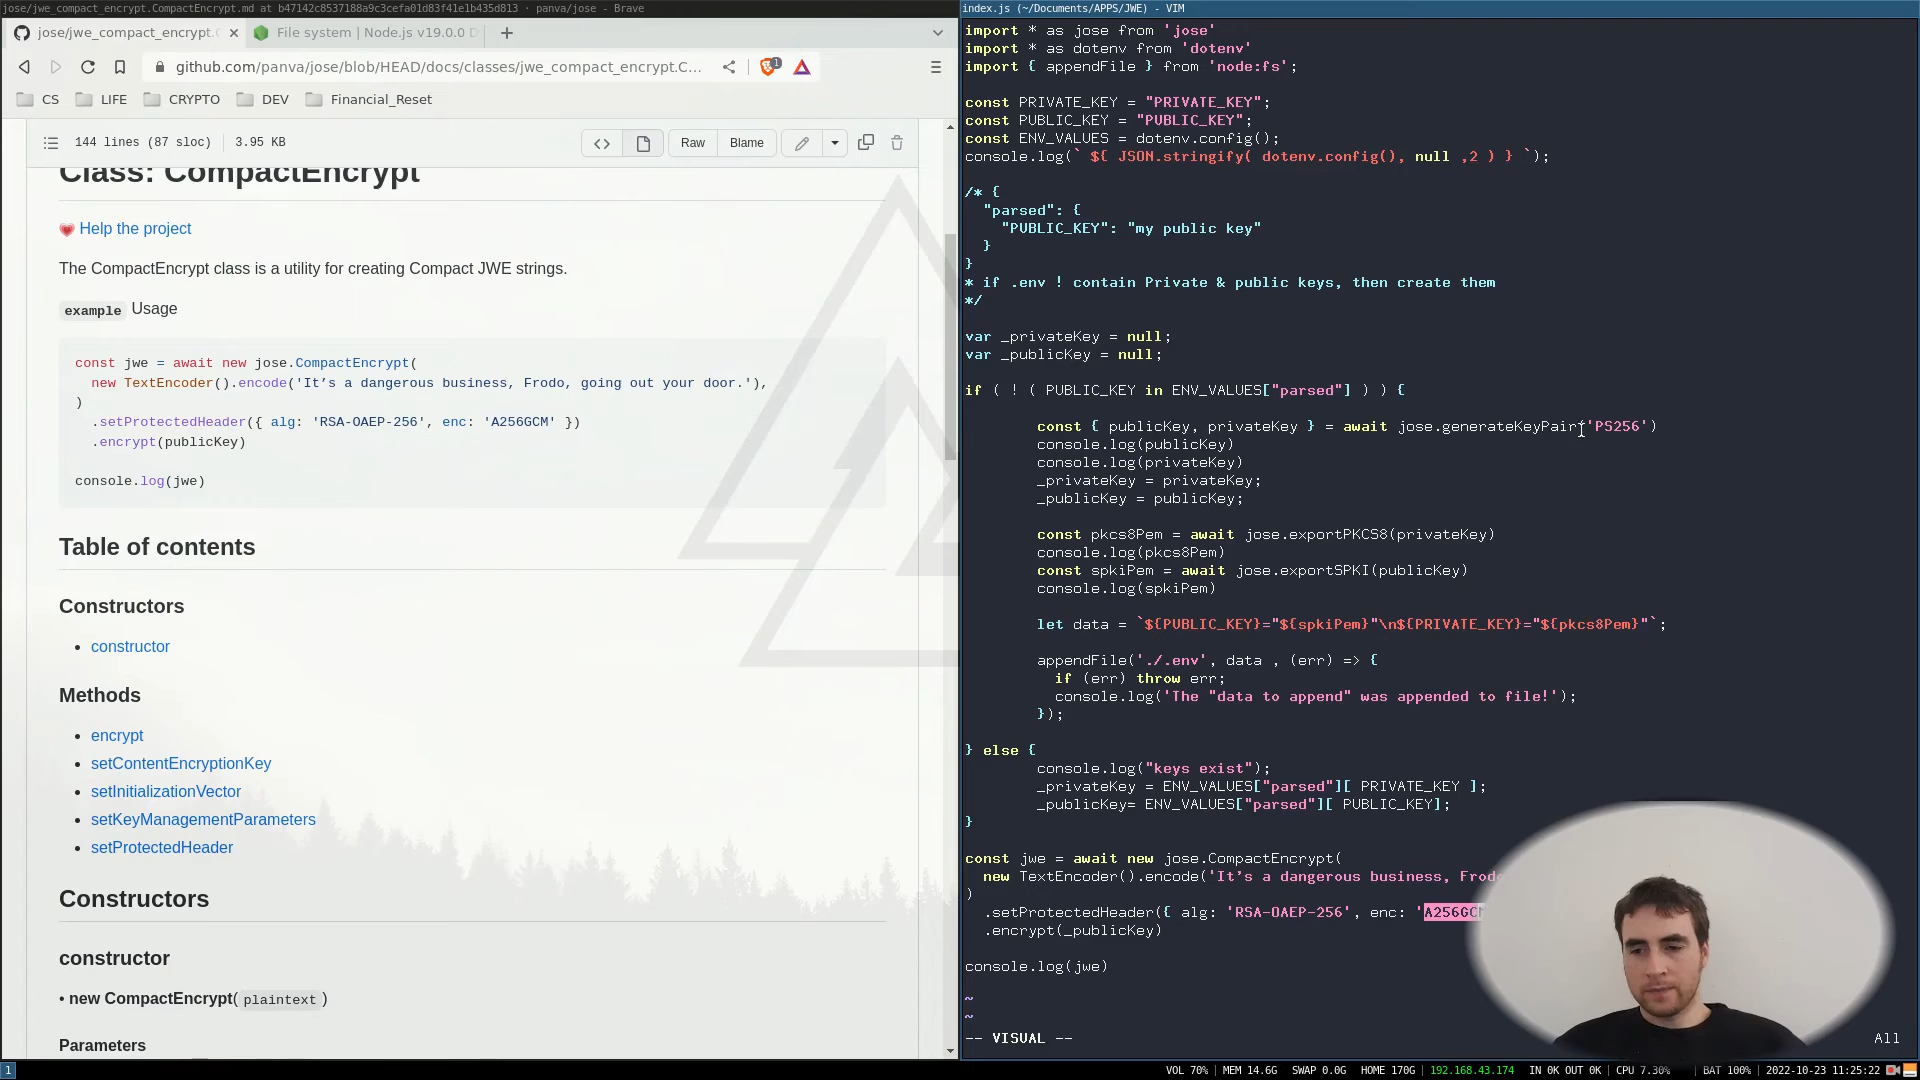 jose/jwe_compact_encrypt.CompactEncrypt.md at b47142c8537188a9c3cefa01d83f41e1b435d813 · panva/jose - Brave
jose/jwe_compact_encrypt.C
File system | Node.js v19.0.0 D
github.com/panva/jose/blob/HEAD/docs/classes/jwe_compact_encrypt.C...
1
CS
LIFE
CRYPTO
DEV
Financial_Reset
144 lines (87 sloc)
3.95 KB
Raw
Blame
Class: CompactEncrypt
Help the project
The CompactEncrypt class is a utility for creating Compact JWE strings.
example Usage
const jwe = await new jose.CompactEncrypt(
new TextEncoder().encode('It’s a dangerous business, Frodo, going out your door.'),
)
.setProtectedHeader({ alg: 'RSA-OAEP-256', enc: 'A256GCM' })
.encrypt(publicKey)
console.log(jwe)
Table of contents
Constructors
• constructor
Methods
• encrypt
• setContentEncryptionKey
• setInitializationVector
• setKeyManagementParameters
• setProtectedHeader
Constructors
constructor
• new CompactEncrypt( plaintext )
Parameters
index.js (~/Documents/APPS/JWE) - VIM
import * as jose from 'jose'
import * as dotenv from 'dotenv'
import { appendFile } from 'node:fs';
const PRIVATE_KEY = "PRIVATE_KEY";
const PUBLIC_KEY = "PUBLIC_KEY";
const ENV_VALUES = dotenv.config();
console.log(` ${ JSON.stringify( dotenv.config(), null ,2 ) } `);
/* {
"parsed": {
"PUBLIC_KEY": "my public key"
}
}
* if .env ! contain Private & public keys, then create them
*/
var _privateKey = null;
var _publicKey = null;
if ( ! ( PUBLIC_KEY in ENV_VALUES["parsed"] ) ) {
const { publicKey, privateKey } = await jose.generateKeyPair('PS256')
console.log(publicKey)
console.log(privateKey)
_privateKey = privateKey;
_publicKey = publicKey;
const pkcs8Pem = await jose.exportPKCS8(privateKey)
console.log(pkcs8Pem)
const spkiPem = await jose.exportSPKI(publicKey)
console.log(spkiPem)
let data = `${PUBLIC_KEY}="${spkiPem}"\n${PRIVATE_KEY}="${pkcs8Pem}"`;
appendFile('./.env', data , (err) => {
if (err) throw err;
console.log('The "data to append" was appended to file!');
});
} else {
console.log("keys exist");
_privateKey = ENV_VALUES["parsed"][ PRIVATE_KEY ];
_publicKey= ENV_VALUES["parsed"][ PUBLIC_KEY];
}
const jwe = await new jose.CompactEncrypt(
new TextEncoder().encode('It’s a dangerous business, Frod
)
.setProtectedHeader({ alg: 'RSA-OAEP-256', enc: 'A256GC
.encrypt(_publicKey)
console.log(jwe)
~
~
-- VISUAL --
All
1
VOL 70% | MEM 14.6G | SWAP 0.0G | HOME 170G | 192.168.43.174 | IN 0K OUT 0K | CPU 7.30% | BAT 100% | 2022-10-23 11:25:22